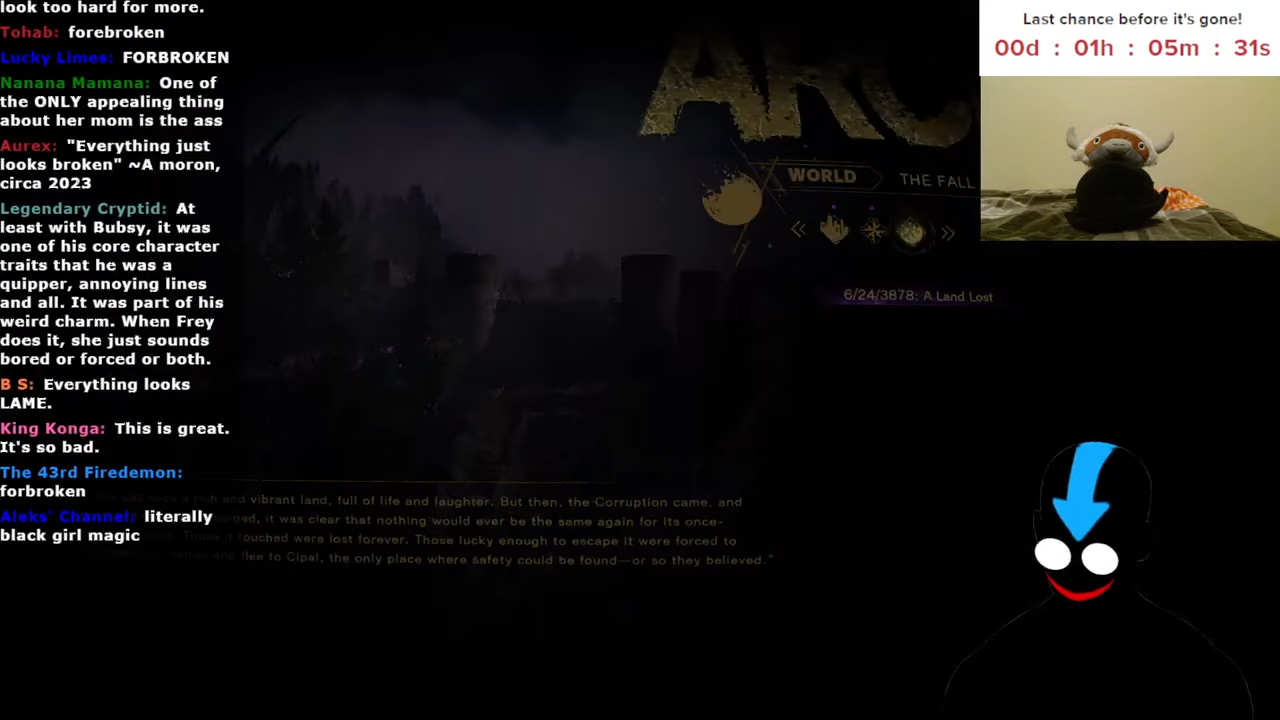 look too hard for more.
Tohab: forebroken
Lucky Limes: FORBROKEN
Nanana Mamana: One of
the ONLY appealing thing
about her mom is the ass
Aurex: "Everything just
looks broken" ~A moron,
circa 2023
Legendary Cryptid: At
least with Bubsy, it was
one of his core character
traits that he was a
quipper, annoying lines
and all. It was part of his
weird charm. When Frey
does it, she just sounds
bored or forced or both.
B S: Everything looks
LAME.
King Konga: This is great.
It's so bad.
The 43rd Firedemon:
forbroken
Aleks' Channel: literally
black girl magic
ARC
WORLD
THE FALL
6/24/3878: A Land Lost
and vibrant land, full of life and laughter. But then, the Corruption came, and
it was clear that nothing would ever be the same again for its once-
touched were lost forever. Those lucky enough to escape it were forced to
and flee to Cipal, the only place where safety could be found—or so they believed."
Last chance before it's gone!
00d : 01h : 05m : 31s